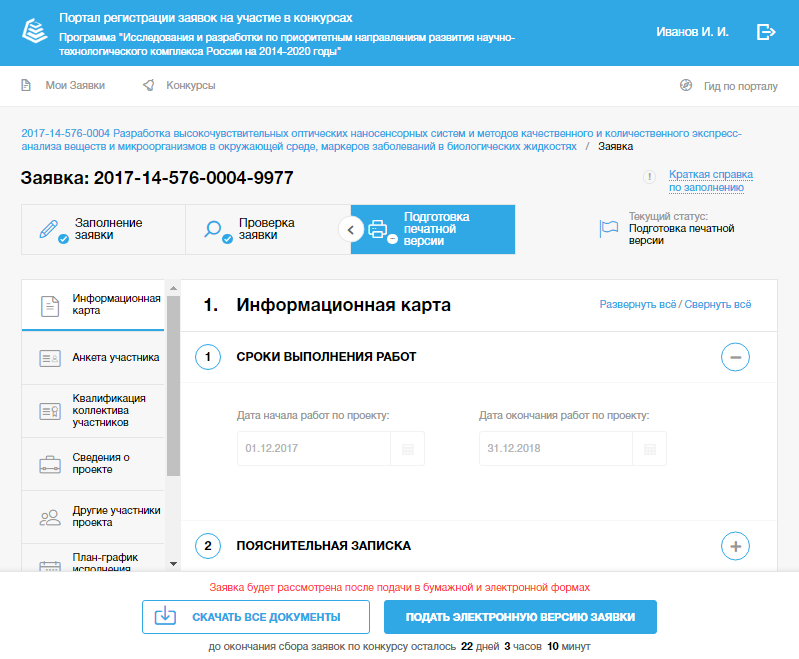 Портал регистрации заявок на участие в конкурсах
Программа "Исследования и разработки по приоритетным направлениям развития научно-
технологического комплекса России на 2014-2020 годы"
Иванов И. И.
Мои Заявки
Конкурсы
Гид по порталу
2017-14-576-0004 Разработка высокочувствительных оптических наносенсорных систем и методов качественного и количественного экспресс-
анализа веществ и микроорганизмов в окружающей среде, маркеров заболеваний в биологических жидкостях / Заявка
Заявка: 2017-14-576-0004-9977
Краткая справка
по заполнению
Заполнение
заявки
Проверка
заявки
Подготовка
печатной
версии
Текущий статус:
Подготовка печатной
версии
Информационная
карта
Анкета участника
Квалификация
коллектива
участников
Сведения о
проекте
Другие участники
проекта
План-график
исполнения
1. Информационная карта
Развернуть всё / Свернуть всё
1 СРОКИ ВЫПОЛНЕНИЯ РАБОТ
Дата начала работ по проекту:
01.12.2017
Дата окончания работ по проекту:
31.12.2018
2 ПОЯСНИТЕЛЬНАЯ ЗАПИСКА
Заявка будет рассмотрена после подачи в бумажной и электронной формах
СКАЧАТЬ ВСЕ ДОКУМЕНТЫ
ПОДАТЬ ЭЛЕКТРОННУЮ ВЕРСИЮ ЗАЯВКИ
до окончания сбора заявок по конкурсу осталось 22 дней 3 часов 10 минут